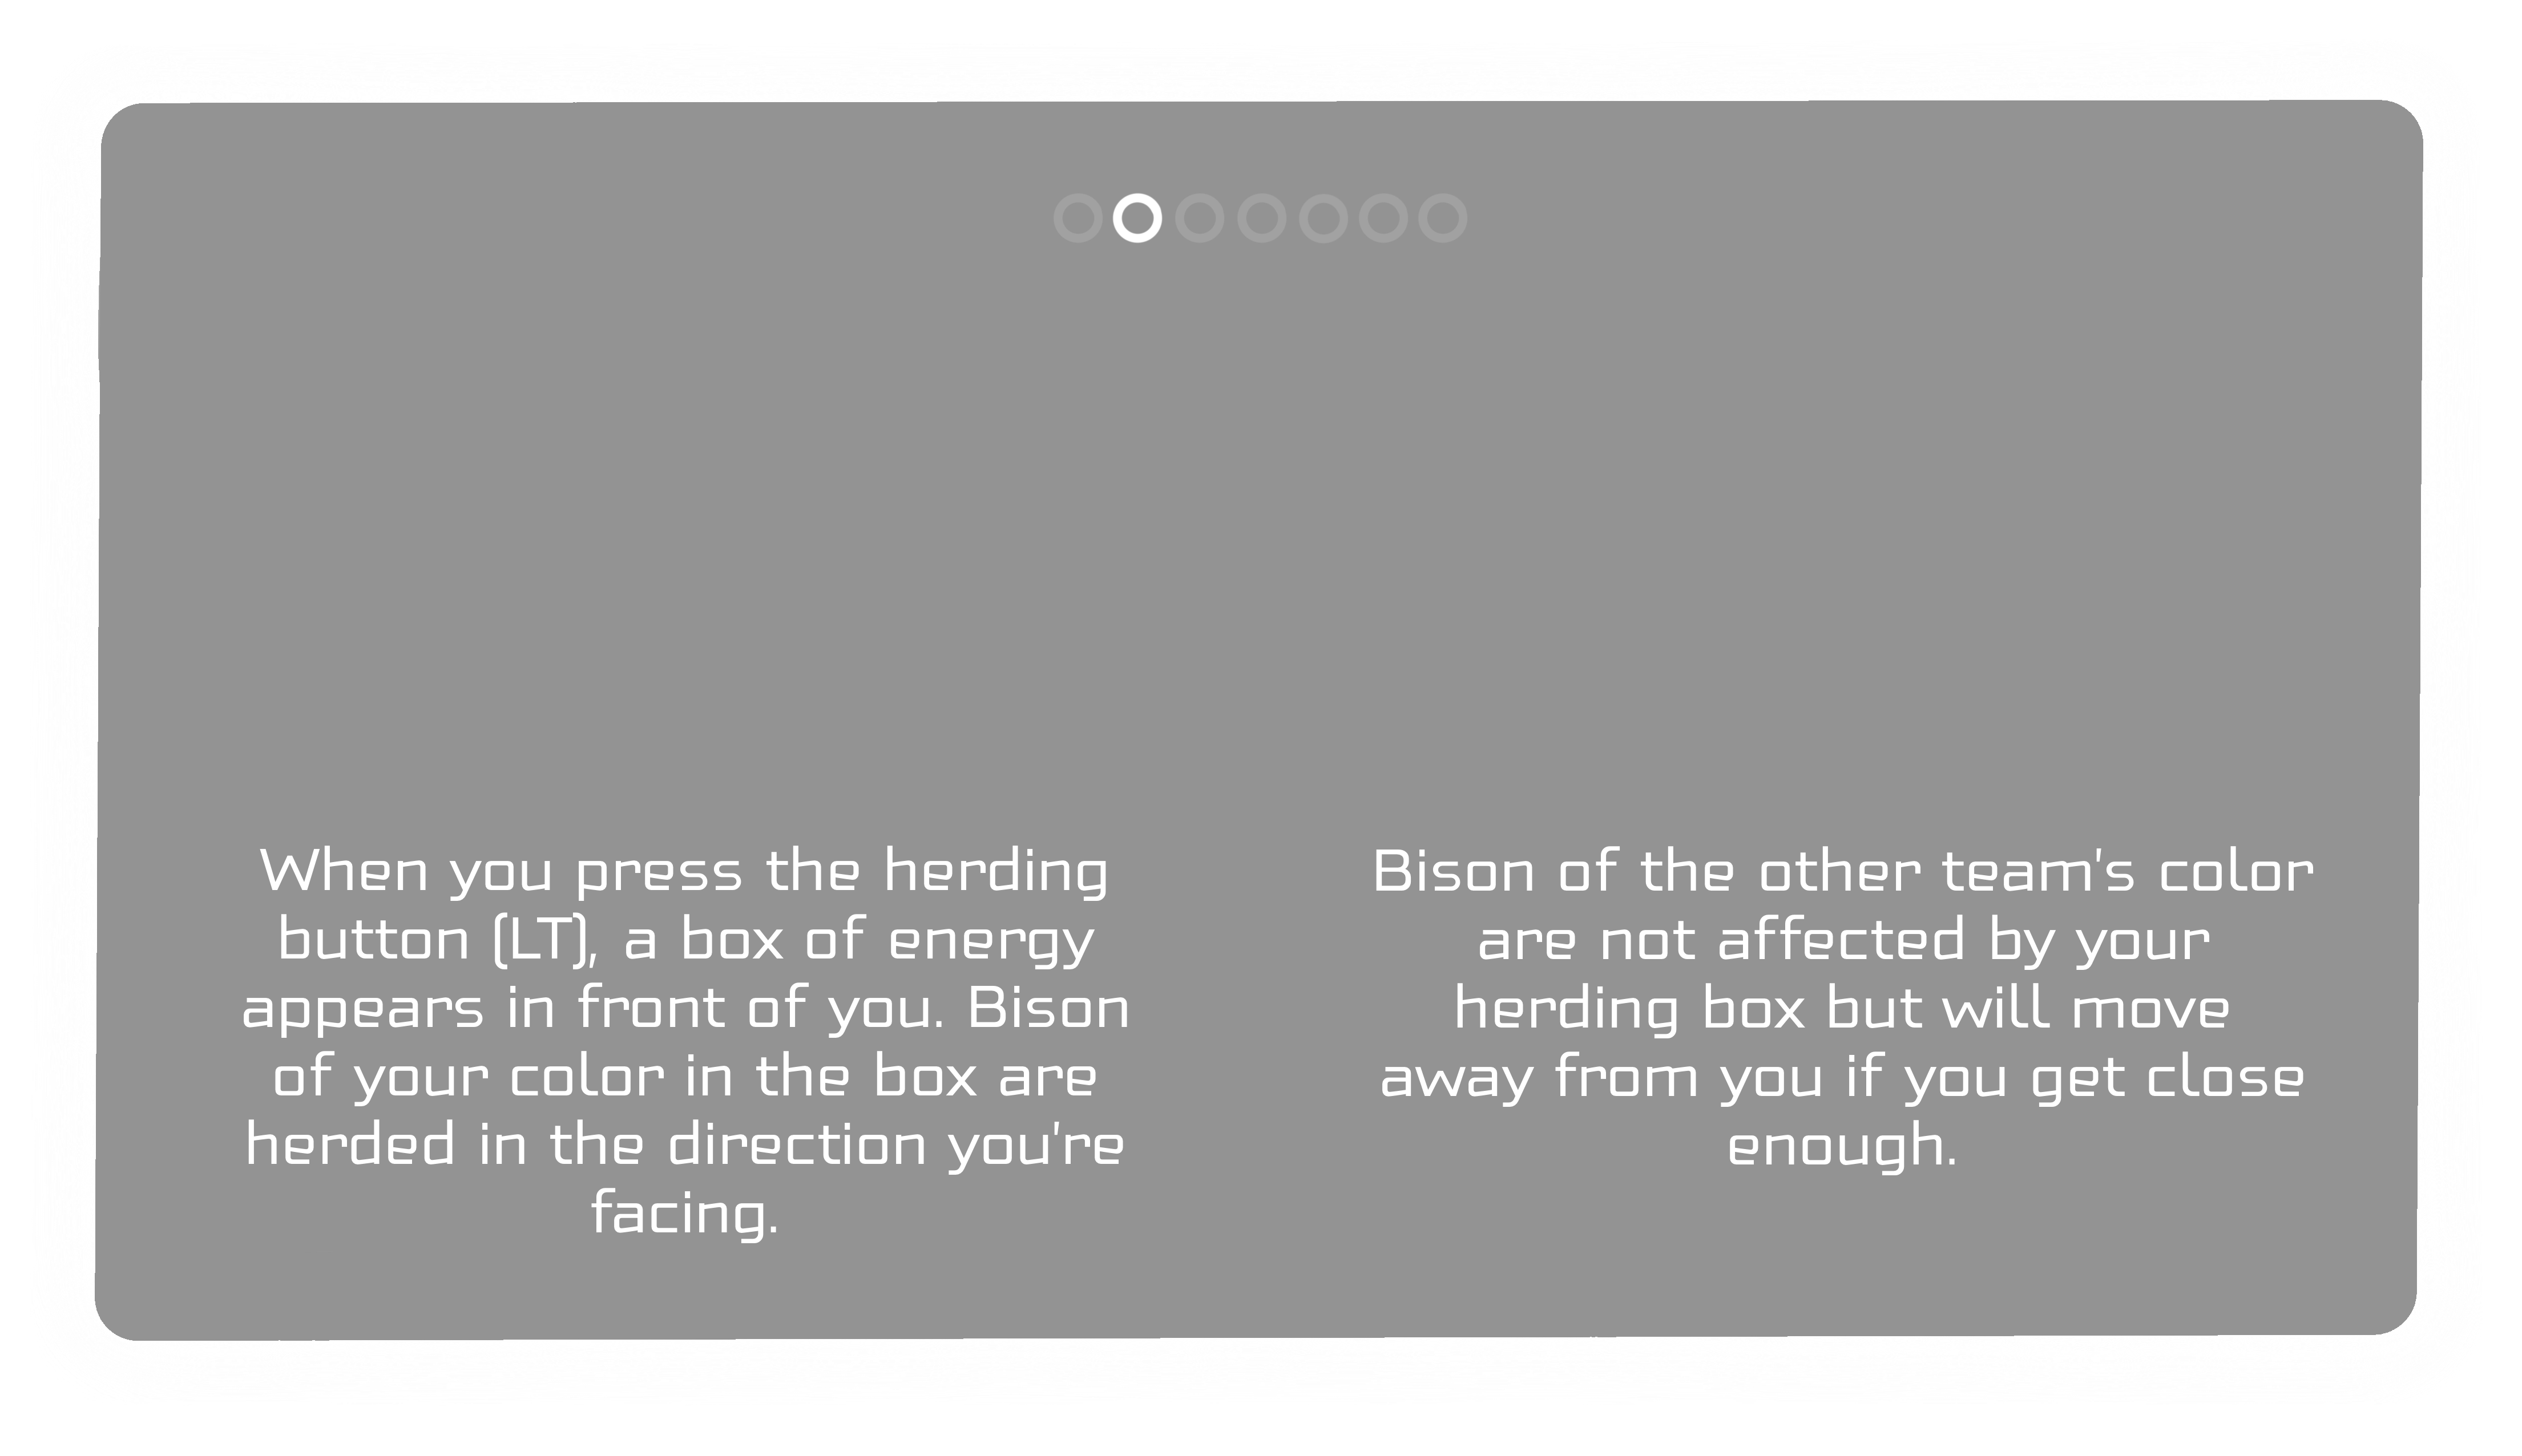 When you press the herding
button (LT), a box of energy
appears in front of you. Bison
of your color in the box are
herded in the direction you're
facing.
Bison of the other team's color
are not affected by your
herding box but will move
away from you if you get close
enough.